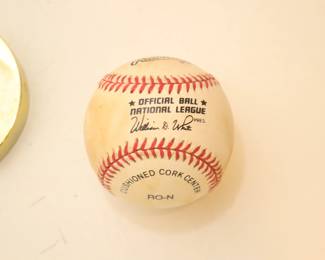 ★ OFFICIAL BALL ★
NATIONAL LEAGUE
William D. White PRES.
CUSHIONED CORK CENTER
RO-N